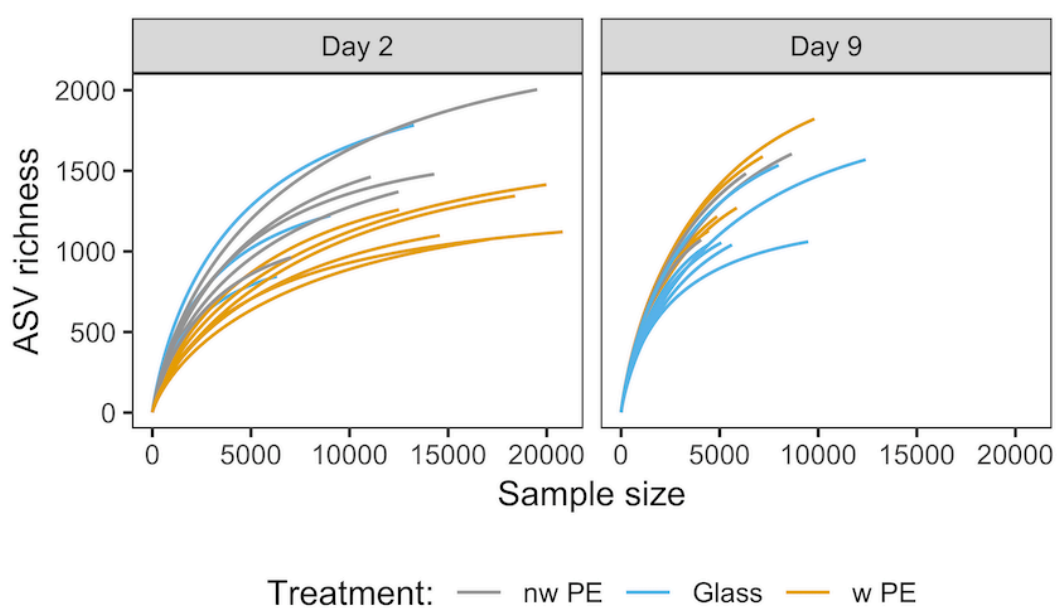 Day 2
Day 9
ASV richness
2000
1500
1000
500
0
0 5000 10000 15000 20000
0 5000 10000 15000 20000
Sample size
Treatment: nw PE Glass w PE